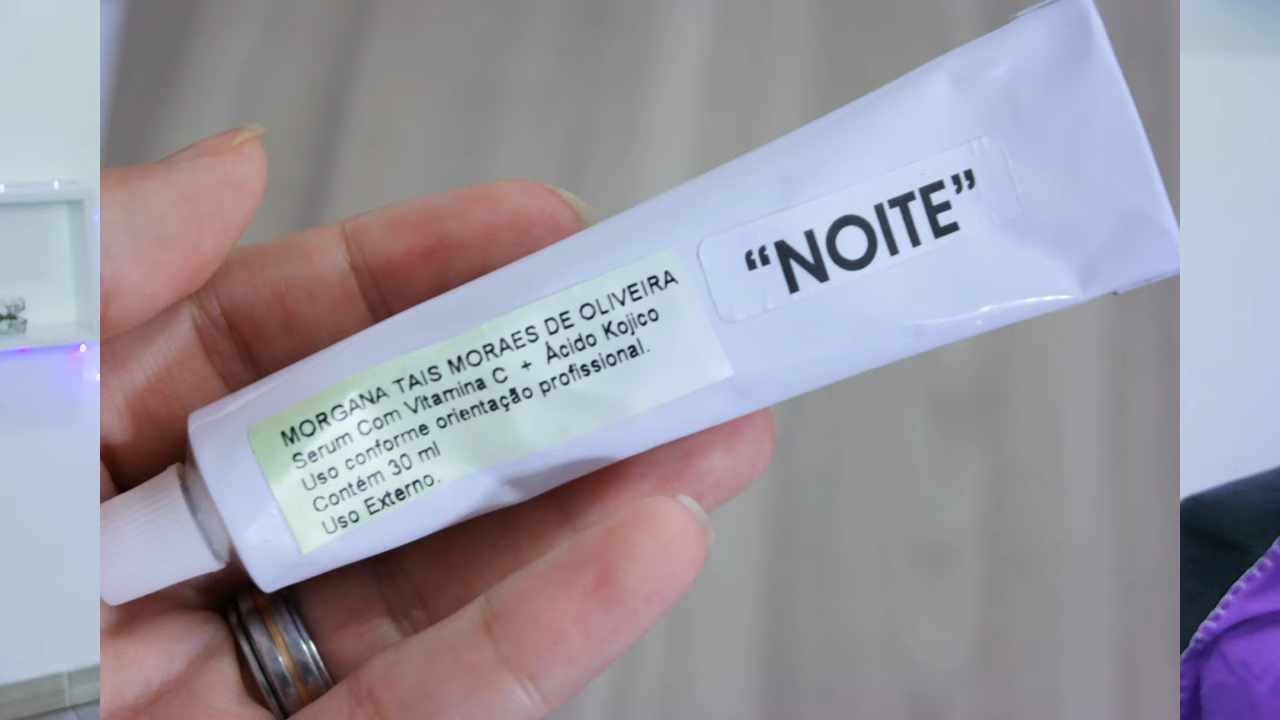 MORGANA TAIS MORAES DE OLIVEIRA
Serum Com Vitamina C + Ácido Kojico
Uso conforme orientação profissional.
Contém 30 ml
Uso Externo.
“NOITE”